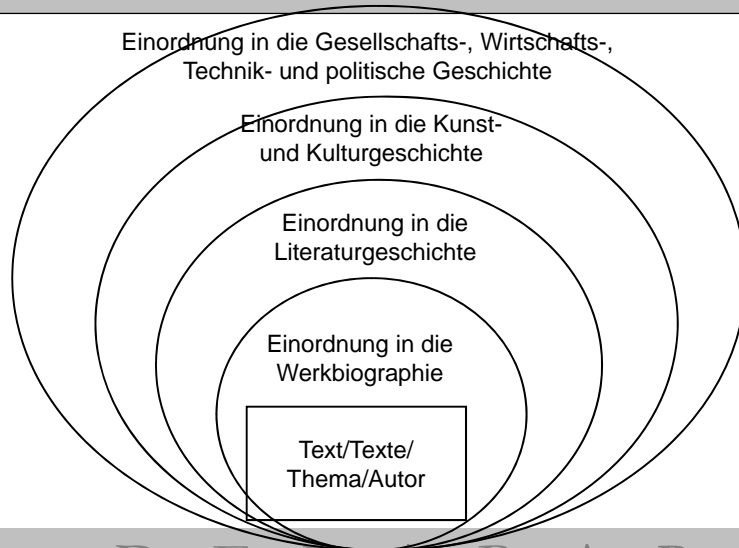 Einordnung in die Gesellschafts-, Wirtschafts-,
Technik- und politische Geschichte
Einordnung in die Kunst-
und Kulturgeschichte
Einordnung in die
Literaturgeschichte
Einordnung in die
Werkbiographie
Text/Texte/
Thema/Autor